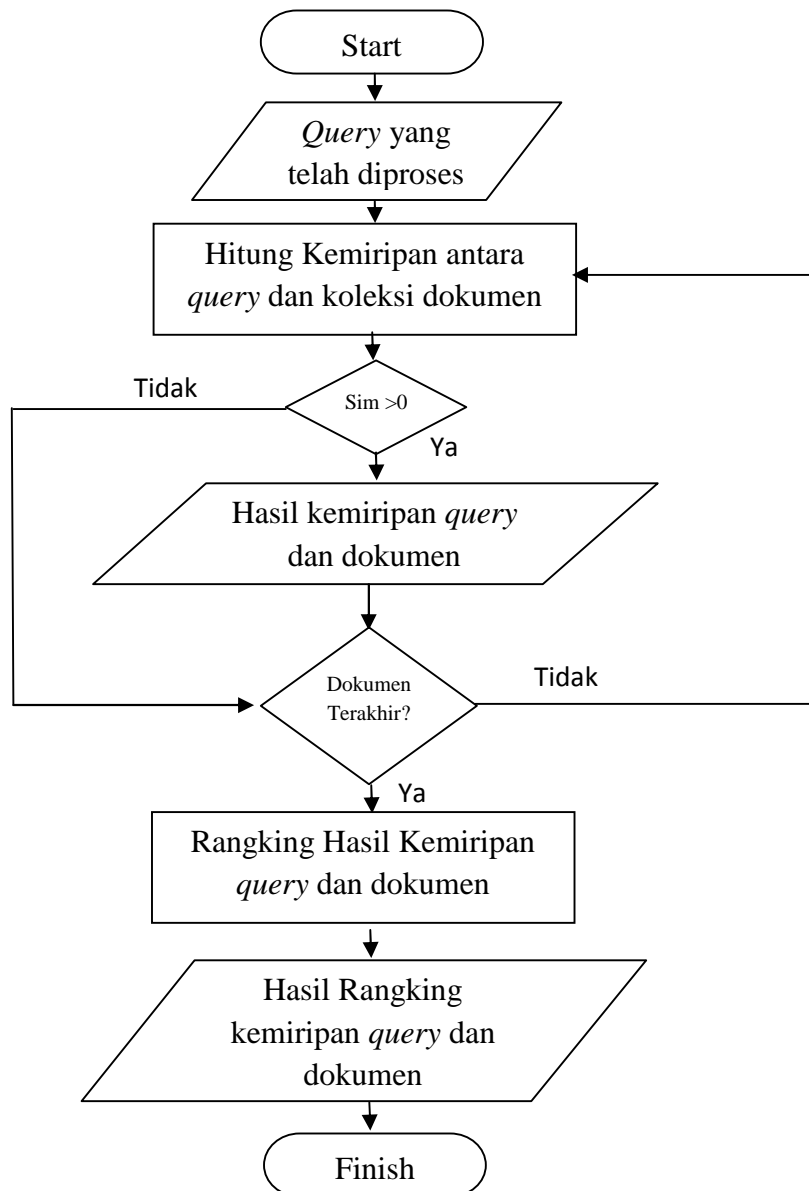 Start
Query yang
telah diproses
Hitung Kemiripan antara
query dan koleksi dokumen
Tidak
Sim >0
Ya
Hasil kemiripan query
dan dokumen
Dokumen
Terakhir?
Tidak
Ya
Rangking Hasil Kemiripan
query dan dokumen
Hasil Rangking
kemiripan query dan
dokumen
Finish